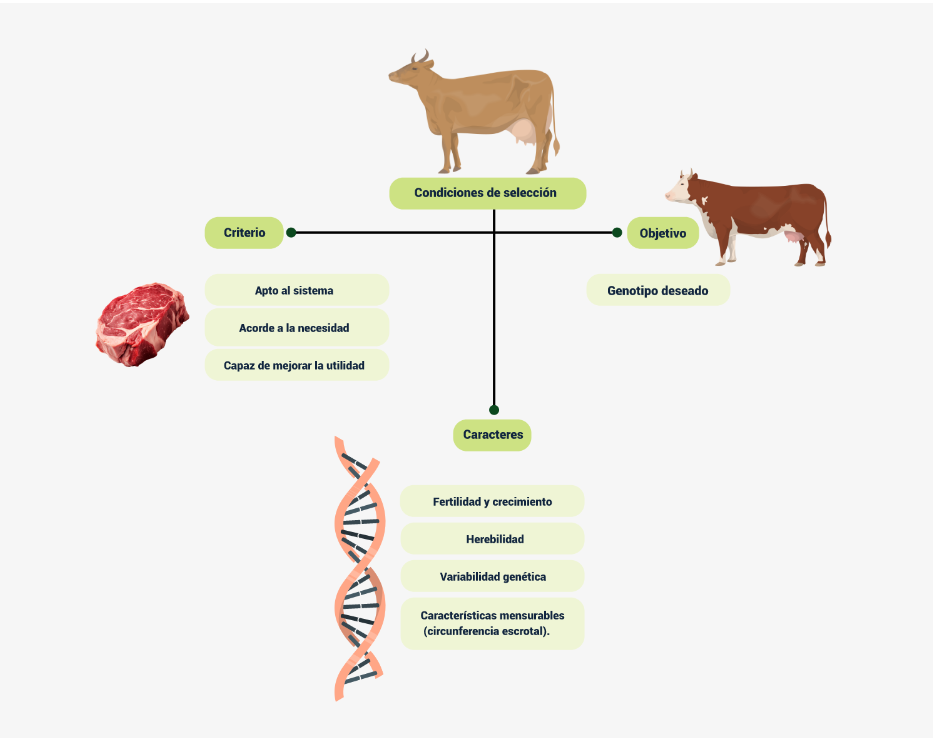 Condiciones de selección
Criterio
Objetivo
Apto al sistema
Acorde a la necesidad
Capaz de mejorar la utilidad
Genotipo deseado
Caracteres
Fertilidad y crecimiento
Herebilidad
Variabilidad genética
Características mensurables
(circunferencia escrotal).